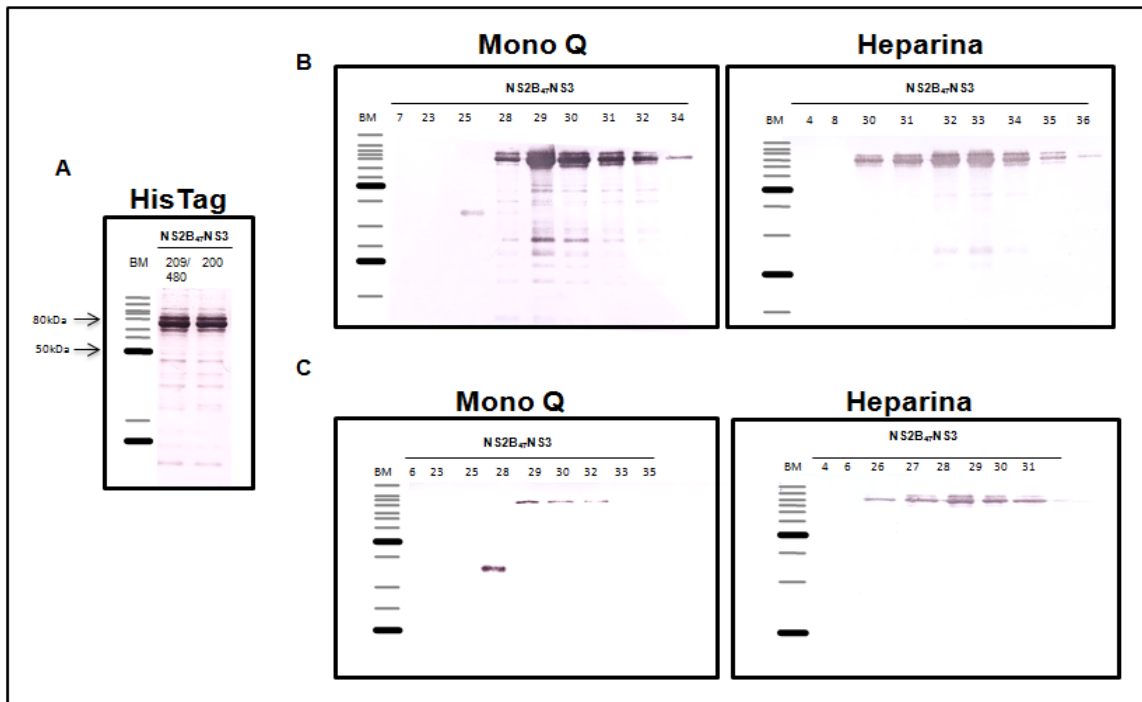 A
HisTag
NS2B₄₇NS3
BM 209/ 200
480
80kDa
50kDa
B
Mono Q
NS2B₄₇NS3
BM 7 23 25 28 29 30 31 32 34
Heparina
NS2B₄₇NS3
BM 4 8 30 31 32 33 34 35 36
C
Mono Q
NS2B₄₇NS3
BM 6 23 25 28 29 30 32 33 35
Heparina
NS2B₄₇NS3
BM 4 6 26 27 28 29 30 31